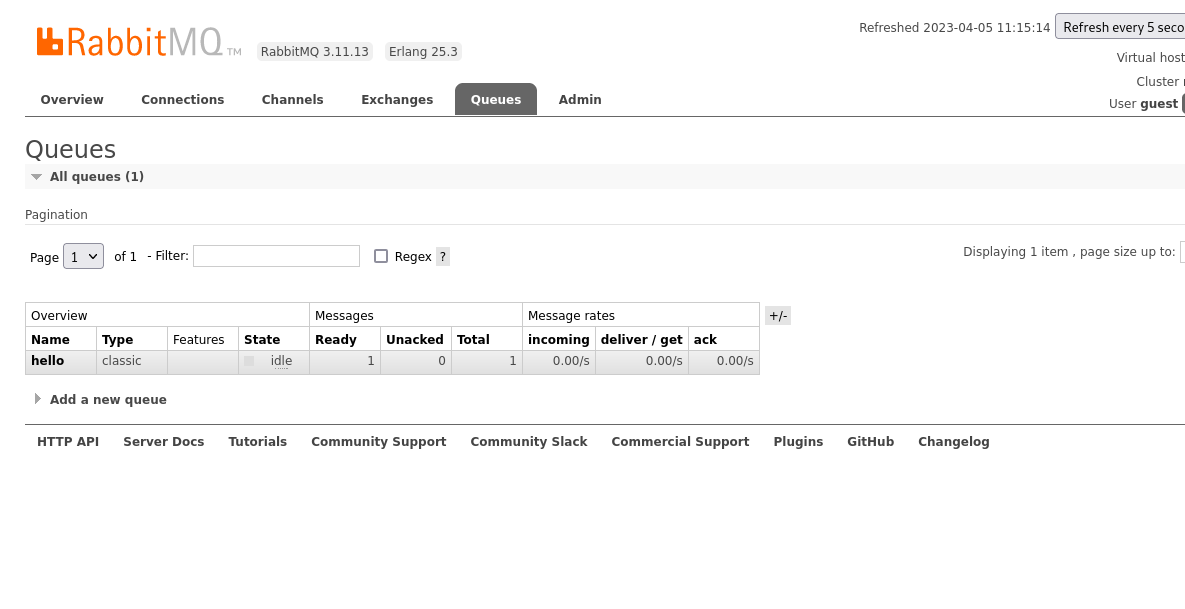 Refreshed 2023-04-05 11:15:14 Refresh every 5 seco
RabbitMQ TM RabbitMQ 3.11.13 Erlang 25.3
Virtual host
Cluster
User guest
Overview Connections Channels Exchanges Queues Admin
Queues
All queues (1)
Pagination
Page 1 of 1 - Filter: Regex ? Displaying 1 item , page size up to:
Overview Messages Message rates +/-
Name Type Features State Ready Unacked Total incoming deliver / get ack
hello classic idle 1 0 1 0.00/s 0.00/s 0.00/s
Add a new queue
HTTP API Server Docs Tutorials Community Support Community Slack Commercial Support Plugins GitHub Changelog